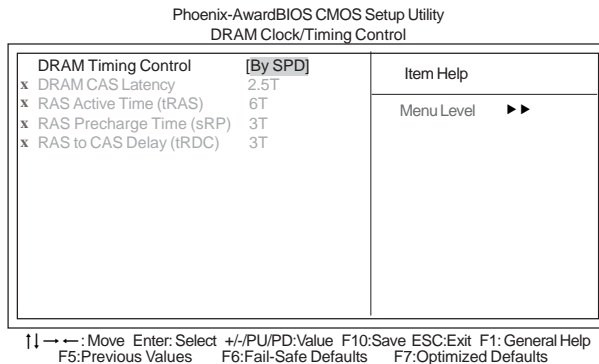 Phoenix-AwardBIOS CMOS Setup Utility
DRAM Clock/Timing Control
DRAM Timing Control [By SPD]
x DRAM CAS Latency 2.5T
x RAS Active Time (tRAS) 6T
x RAS Precharge Time (sRP) 3T
x RAS to CAS Delay (tRDC) 3T
Item Help
Menu Level ►►
↑↓→←: Move Enter: Select +/-/PU/PD:Value F10:Save ESC:Exit F1: General Help
F5:Previous Values F6:Fail-Safe Defaults F7:Optimized Defaults